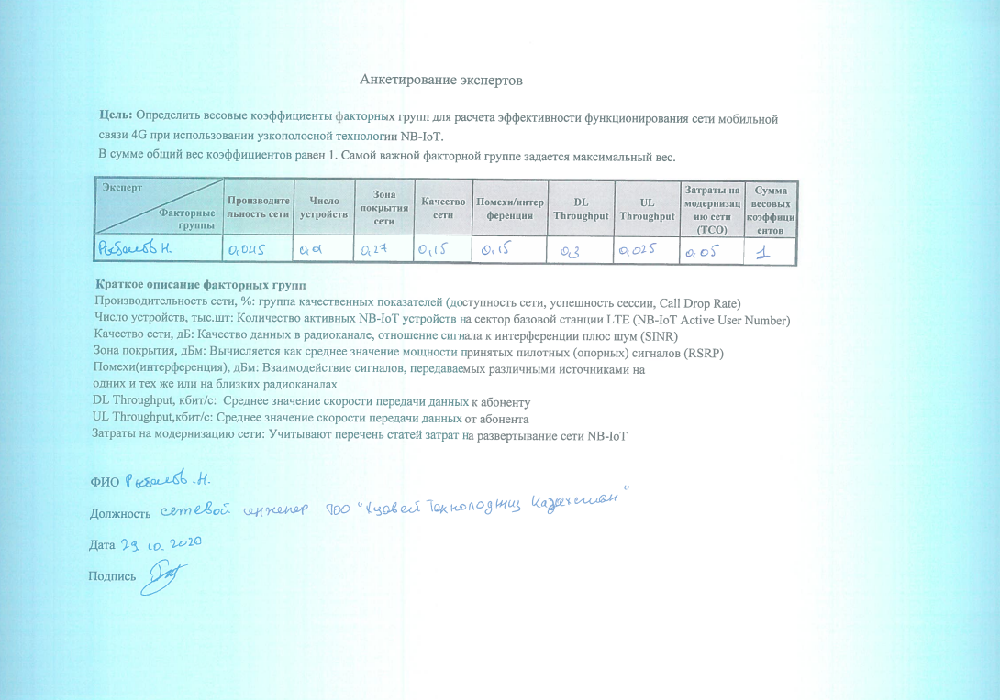 Анкетирование экспертов
Цель: Определить весовые коэффициенты факторных групп для расчета эффективности функционирования сети мобильной
связи 4G при использовании узкополосной технологии NB-IoT.
В сумме общий вес коэффициентов равен 1. Самой важной факторной группе задается максимальный вес.
Эксперт
Факторные
группы
Производите
льность сети
Число
устройств
Зона
покрытия
сети
Качество
сети
Помехи/интер
ференция
DL
Throughput
UL
Throughput
Затраты на
модернизац
ию сети
(TCO)
Сумма
весовых
коэффици
ентов
Н. 0,045 0,01 0,27 0,15 0,15 0,3 0,025 0,05 1
Краткое описание факторных групп
Производительность сети, %: группа качественных показателей (доступность сети, успешность сессии, Call Drop Rate)
Число устройств, тыс.шт: Количество активных NB-IoT устройств на сектор базовой станции LTE (NB-IoT Active User Number)
Качество сети, дБ: Качество данных в радиоканале, отношение сигнала к интерференции плюс шум (SINR)
Зона покрытия, дБм: Вычисляется как среднее значение мощности принятых пилотных (опорных) сигналов (RSRP)
Помехи(интерференция), дБм: Взаимодействие сигналов, передаваемых различными источниками на
одних и тех же или на близких радиоканалах
DL Throughput, кбит/с: Среднее значение скорости передачи данных к абоненту
UL Throughput,кбит/с: Среднее значение скорости передачи данных от абонента
Затраты на модернизацию сети: Учитывают перечень статей затрат на развертывание сети NB-IoT
ФИО Н.
Должность сетевой инженер ТОО "Хуавей Технолоджиз Казахстан"
Дата 29 10. 2020
Подпись